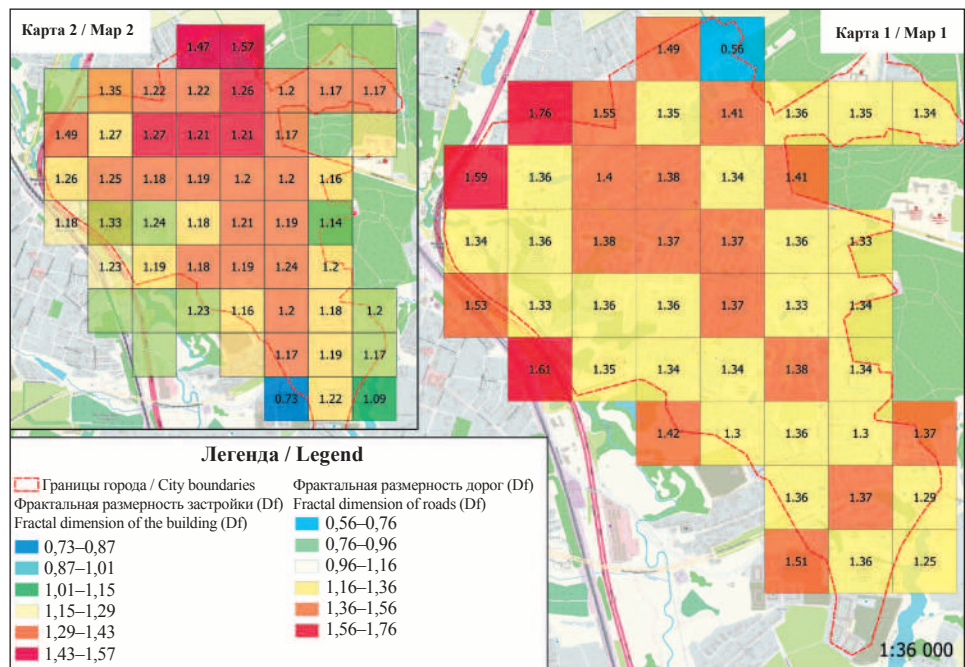 Карта 2 / Map 2
1.47 1.57
1.35 1.22 1.22 1.26 1.2 1.17 1.17
1.49 1.27 1.27 1.21 1.21 1.17
1.26 1.25 1.18 1.19 1.2 1.2 1.16
1.18 1.33 1.24 1.18 1.21 1.19 1.14
1.23 1.19 1.18 1.19 1.24 1.2
1.23 1.16 1.2 1.18 1.2
1.17 1.19 1.17
0.73 1.22 1.09
Карта 1 / Map 1
1.49 0.56
1.76 1.55 1.35 1.41 1.36 1.35 1.34
1.59 1.36 1.4 1.38 1.34 1.41
1.34 1.36 1.38 1.37 1.37 1.36 1.33
1.53 1.33 1.36 1.36 1.37 1.33 1.34
1.61 1.35 1.34 1.34 1.38 1.34
1.42 1.3 1.36 1.3 1.37
1.36 1.37 1.29
1.51 1.36 1.25
1:36 000
Легенда / Legend
Границы города / City boundaries
Фрактальная размерность застройки (Df)
Fractal dimension of the building (Df)
0,73–0,87
0,87–1,01
1,01–1,15
1,15–1,29
1,29–1,43
1,43–1,57
Фрактальная размерность дорог (Df)
Fractal dimension of roads (Df)
0,56–0,76
0,76–0,96
0,96–1,16
1,16–1,36
1,36–1,56
1,56–1,76